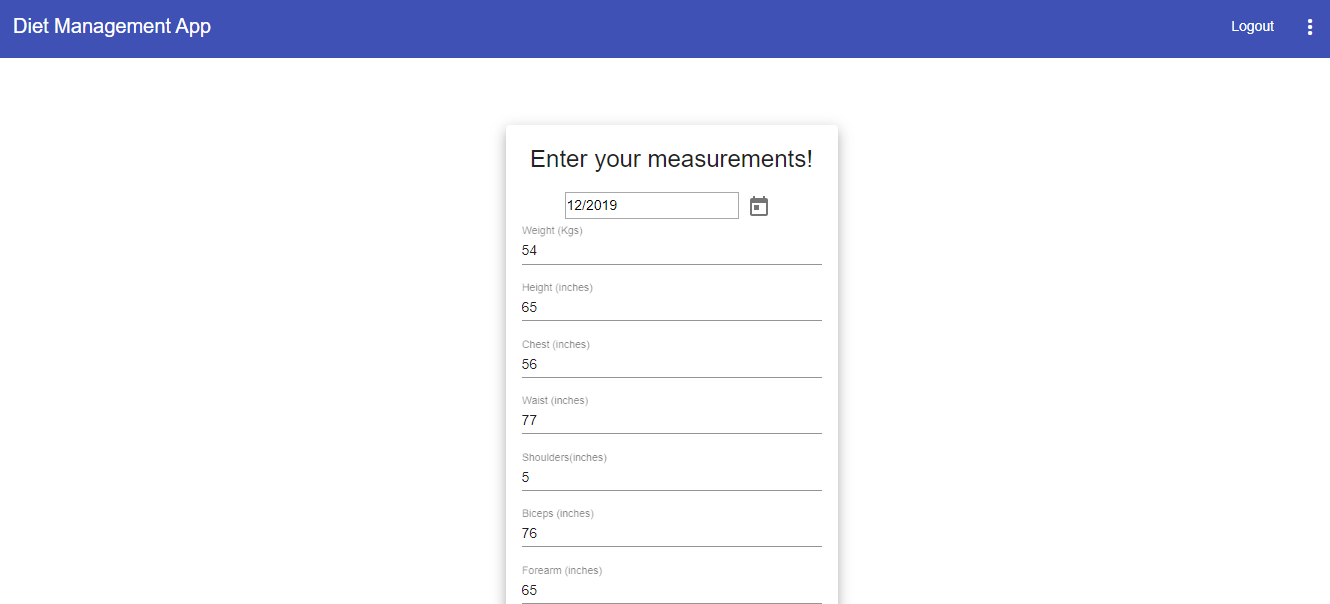 Diet Management App
Logout
Enter your measurements!
12/2019
Weight (Kgs)
54
Height (inches)
65
Chest (inches)
56
Waist (inches)
77
Shoulders(inches)
5
Biceps (inches)
76
Forearm (inches)
65